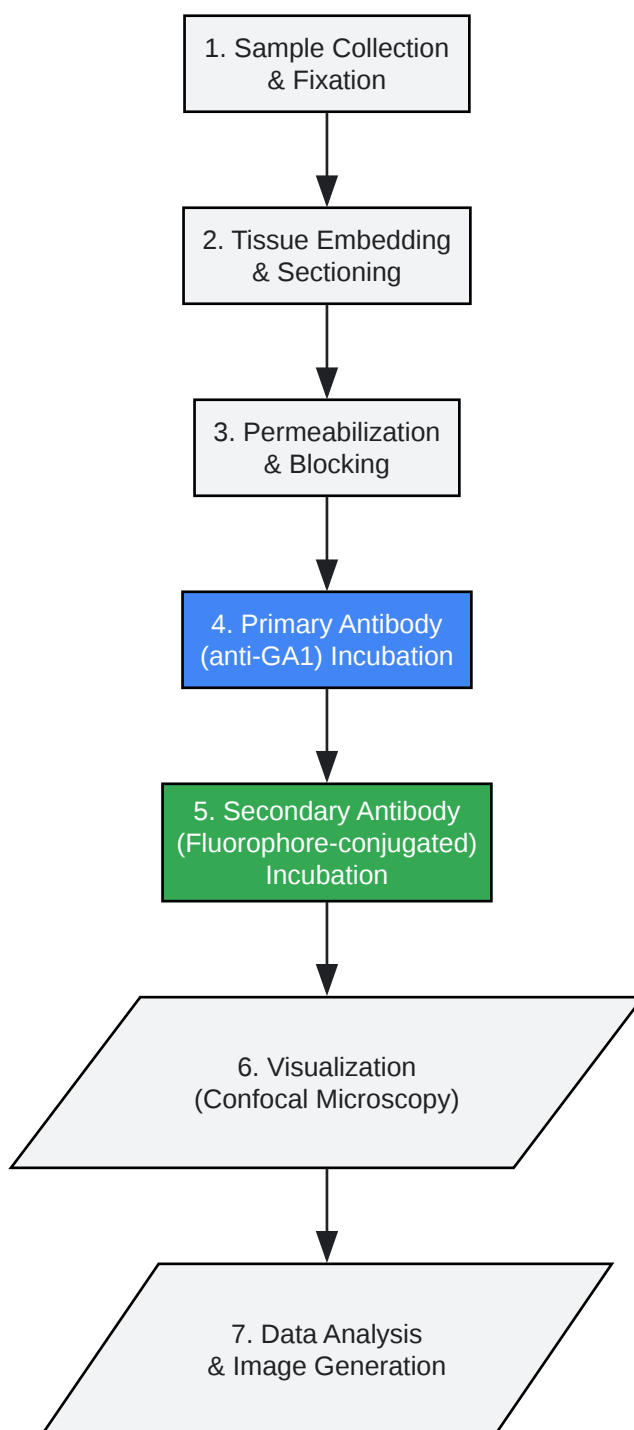 1. Sample Collection
& Fixation
2. Tissue Embedding
& Sectioning
3. Permeabilization
& Blocking
4. Primary Antibody
(anti-GA1) Incubation
5. Secondary Antibody
(Fluorophore-conjugated)
Incubation
6. Visualization
(Confocal Microscopy)
7. Data Analysis
& Image Generation